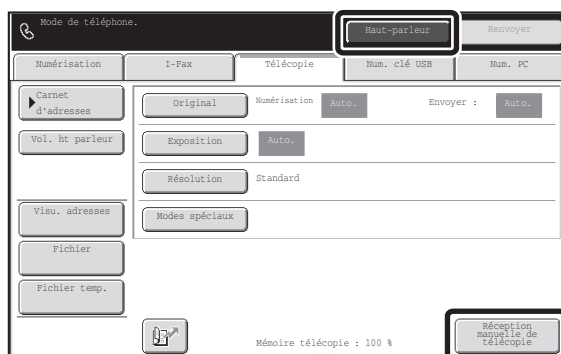 Mode de téléphone.
Haut-parleur
Renvoyer
Numérisation
I-Fax
Télécopie
Num. clé USB
Num. PC
Carnet
d'adresses
Original
Numérisation
Auto.
Envoyer :
Auto.
Vol. ht parleur
Exposition
Auto.
Résolution
Standard
Visu. adresses
Modes spéciaux
Fichier
Fichier temp.
Mémoire télécopie : 100 %
Réception
manuelle de
télécopie